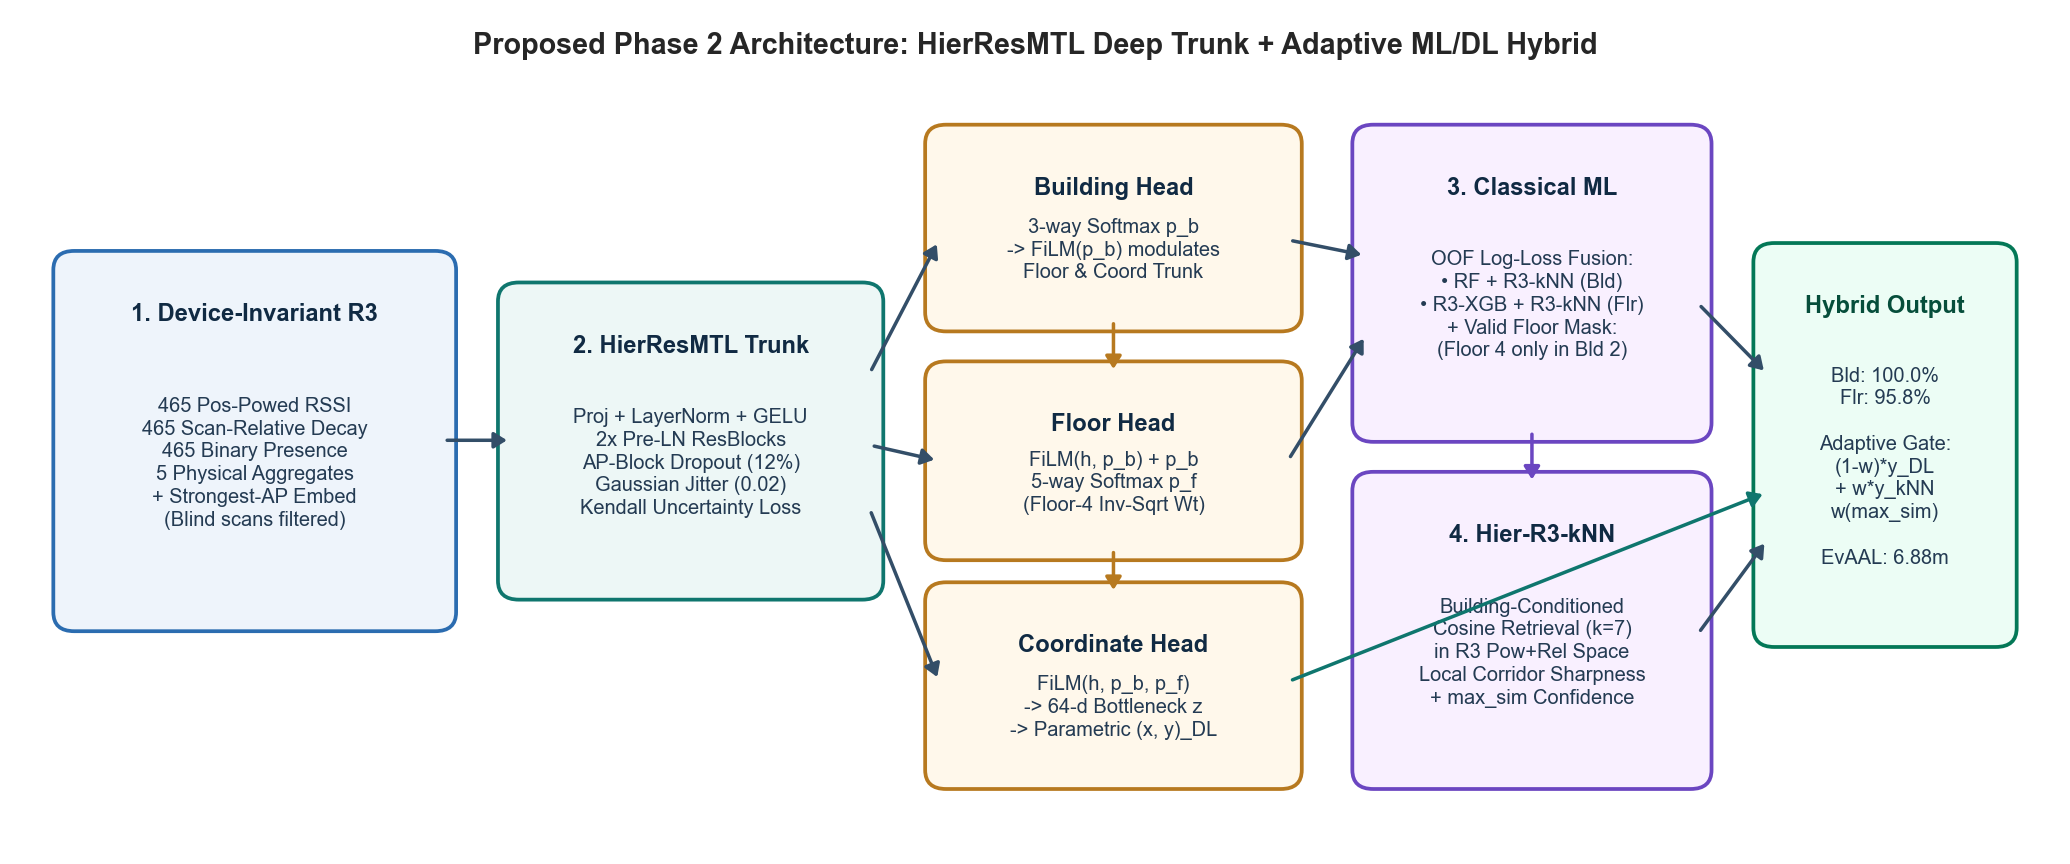 Proposed Phase 2 Architecture: HierResMTL Deep Trunk + Adaptive ML/DL Hybrid
1. Device-Invariant R3
465 Pos-Powed RSSI
465 Scan-Relative Decay
465 Binary Presence
5 Physical Aggregates
+ Strongest-AP Embed
(Blind scans filtered)
2. HierResMTL Trunk
Proj + LayerNorm + GELU
2x Pre-LN ResBlocks
AP-Block Dropout (12%)
Gaussian Jitter (0.02)
Kendall Uncertainty Loss
Building Head
3-way Softmax p_b
-> FiLM(p_b) modulates
Floor & Coord Trunk
Floor Head
FiLM(h, p_b) + p_b
5-way Softmax p_f
(Floor-4 Inv-Sqrt Wt)
Coordinate Head
FiLM(h, p_b, p_f)
-> 64-d Bottleneck z
-> Parametric (x, y)_DL
3. Classical ML
OOF Log-Loss Fusion:
• RF + R3-kNN (Bld)
• R3-XGB + R3-kNN (Flr)
+ Valid Floor Mask:
(Floor 4 only in Bld 2)
4. Hier-R3-kNN
Building-Conditioned
Cosine Retrieval (k=7)
in R3 Pow+Rel Space
Local Corridor Sharpness
+ max_sim Confidence
Hybrid Output
Bld: 100.0%
Flr: 95.8%
Adaptive Gate:
(1-w)*y_DL
+ w*y_kNN
w(max_sim)
EvAAL: 6.88m